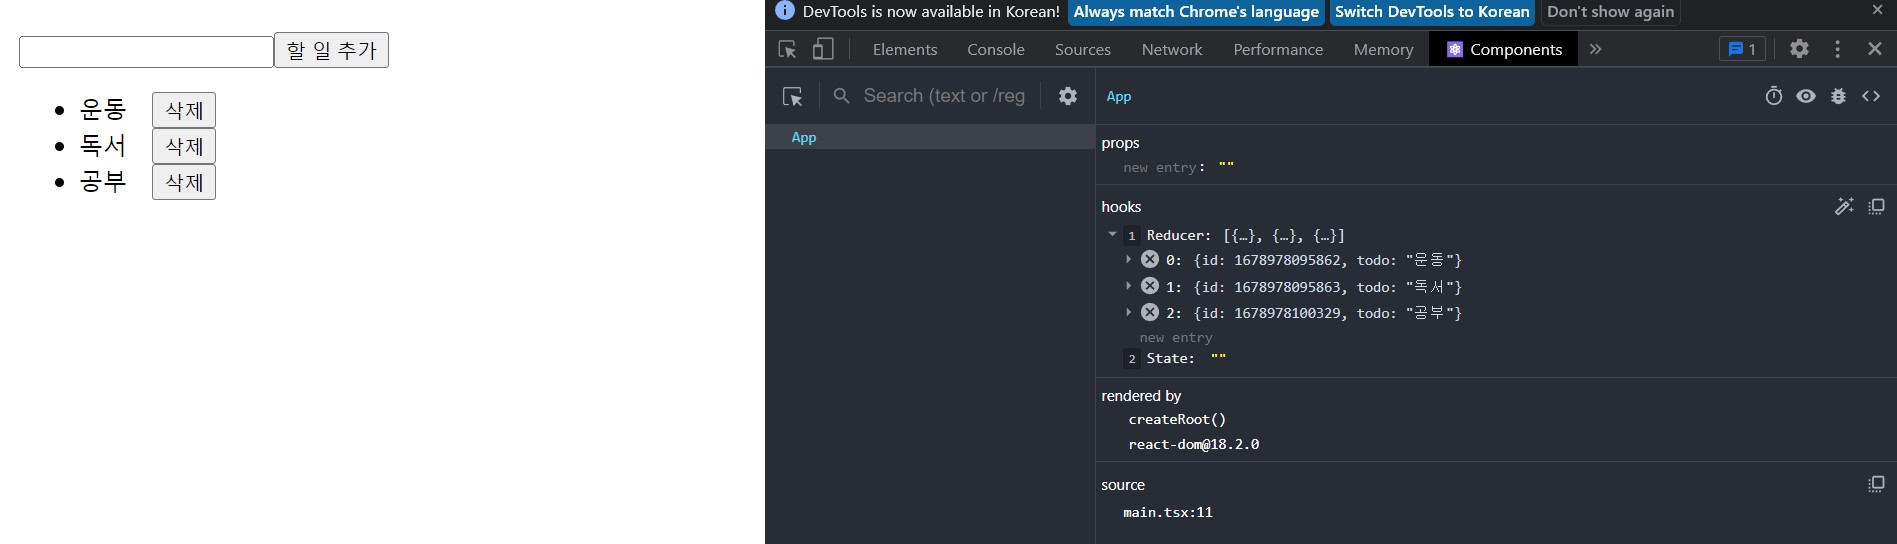 할 일 추가
운동 삭제
독서 삭제
공부 삭제
DevTools is now available in Korean! Always match Chrome's language Switch DevTools to Korean Don't show again
Elements Console Sources Network Performance Memory Components » 1
Search (text or /reg App
App
props
new entry: ""
hooks
1 Reducer: [{…}, {…}, {…}]
0: {id: 1678978095862, todo: "운동"}
1: {id: 1678978095863, todo: "독서"}
2: {id: 1678978100329, todo: "공부"}
new entry
2 State: ""
rendered by
createRoot()
react-dom@18.2.0
source
main.tsx:11